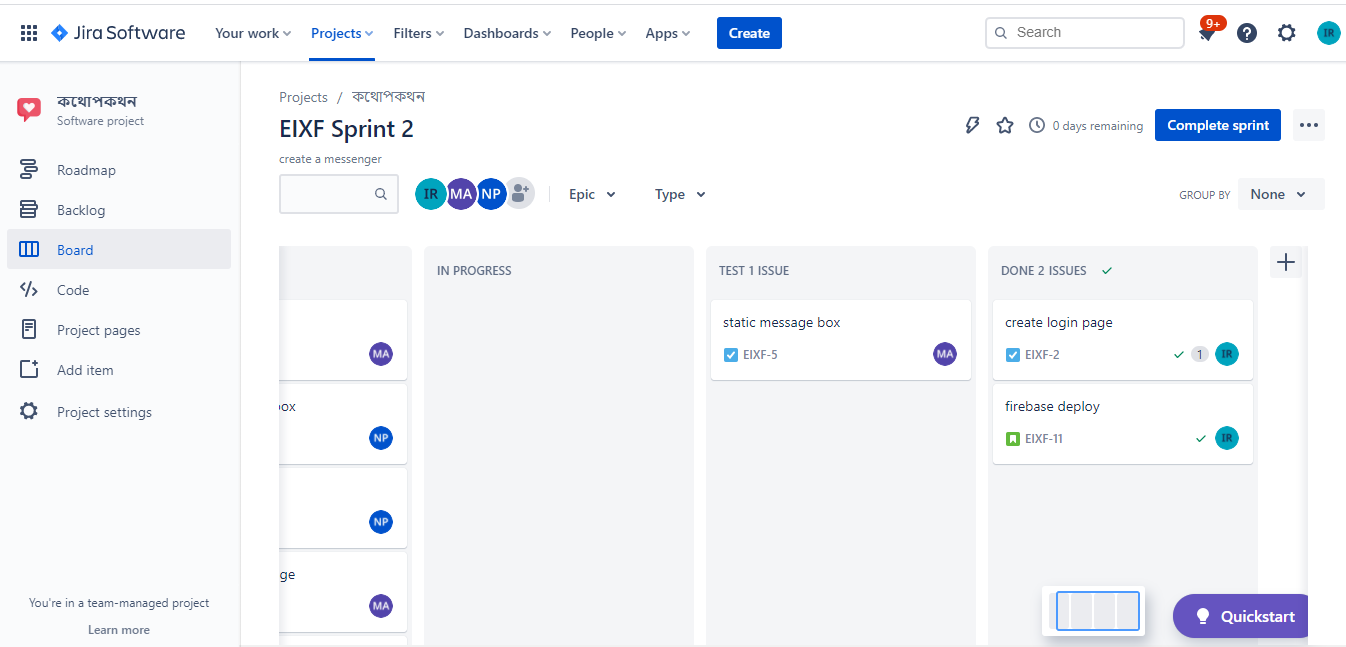 Jira Software Your work Projects Filters Dashboards People Apps Create Search 9+ ? IR
কথোপকথন
Software project
Roadmap
Backlog
Board
Code
Project pages
Add item
Project settings
You're in a team-managed project
Learn more
Projects / কথোপকথন
EIXF Sprint 2
0 days remaining Complete sprint
create a messenger
IR MA NP Epic Type GROUP BY None
MA
ox
NP
NP
ge
MA
IN PROGRESS
TEST 1 ISSUE
static message box
EIXF-5 MA
DONE 2 ISSUES
create login page
EIXF-2 1 IR
firebase deploy
EIXF-11 IR
Quickstart